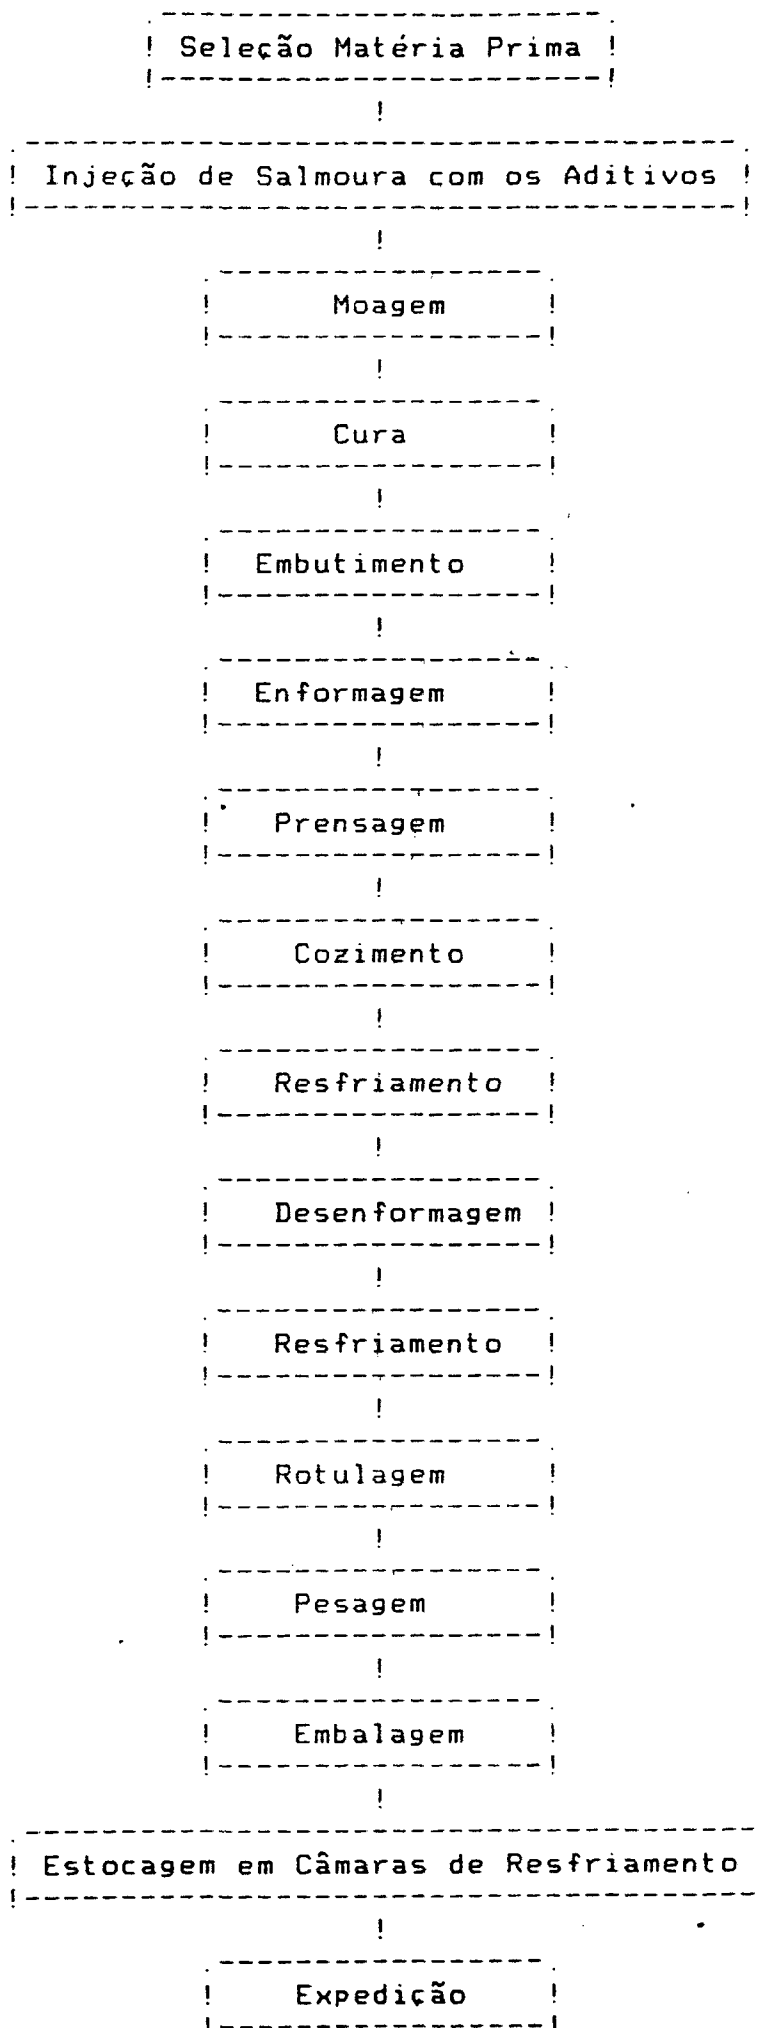 Seleção Matéria Prima
Injeção de Salmoura com os Aditivos
Moagem
Cura
Embutimento
Enformagem
Prensagem
Cozimento
Resfriamento
Desenformagem
Resfriamento
Rotulagem
Pesagem
Embalagem
Estocagem em Câmaras de Resfriamento
Expedição